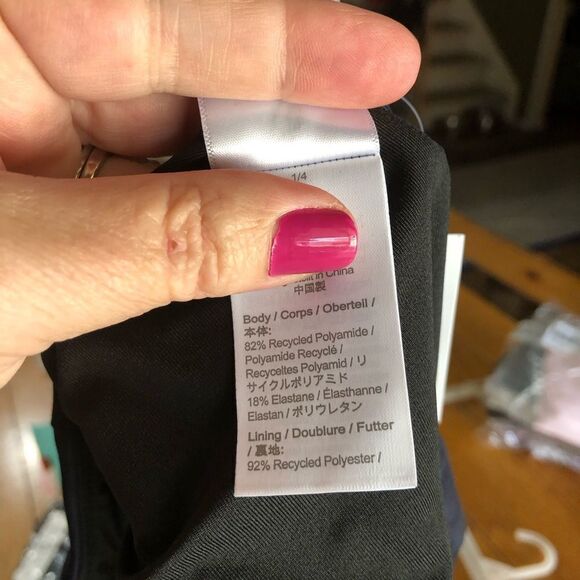 1/4
in China
中国製
Body / Corps / Oberteil /
本体:
82% Recycled Polyamide /
Polyamide Recyclé /
Recyceltes Polyamid / リ
サイクルポリアミド
18% Elastane / Élasthanne /
Elastan / ポリウレタン
Lining / Doublure / Futter
/ 裏地:
92% Recycled Polyester /